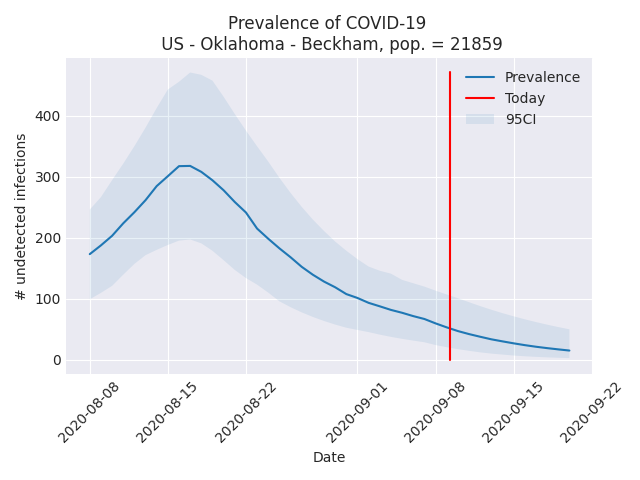 Prevalence of COVID-19
US - Oklahoma - Beckham, pop. = 21859
Prevalence
Today
95CI
# undetected infections
400
300
200
100
0
2020-08-08
2020-08-15
2020-08-22
2020-09-01
2020-09-08
2020-09-15
2020-09-22
Date